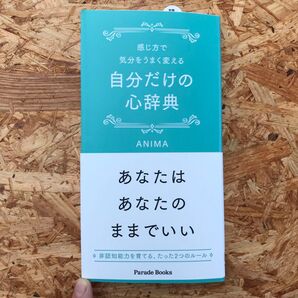 感じ方で
気分をうまく変える
自分だけの
心辞典
ANIMA
あなたは
あなたの
ままでいい
非認知能力を育てる、たった2つのルール
Parade Books